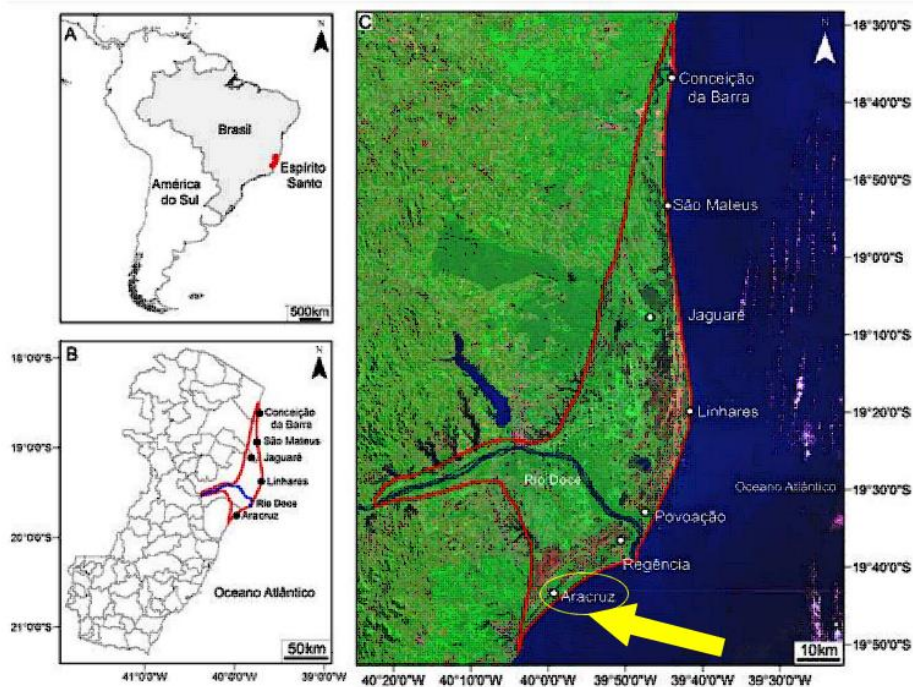 A
N
Brasil
Espírito
Santo
América
do Sul
500km
B
N
18°0'0"S
19°0'0"S
20°0'0"S
21°0'0"S
Conceição
da Barra
São Mateus
Jaguaré
Linhares
Rio Doce
Aracruz
Oceano Atlântico
50km
41°0'0"W
40°0'0"W
39°0'0"W
C
N
Conceição
da Barra
São Mateus
Jaguaré
Linhares
Rio Doce
Oceano Atlântico
Povoação
Regência
Aracruz
10km
18°30'0"S
18°40'0"S
18°50'0"S
19°0'0"S
19°10'0"S
19°20'0"S
19°30'0"S
19°40'0"S
19°50'0"S
40°20'0"W
40°10'0"W
40°0'0"W
39°50'0"W
39°40'0"W
39°30'0"W